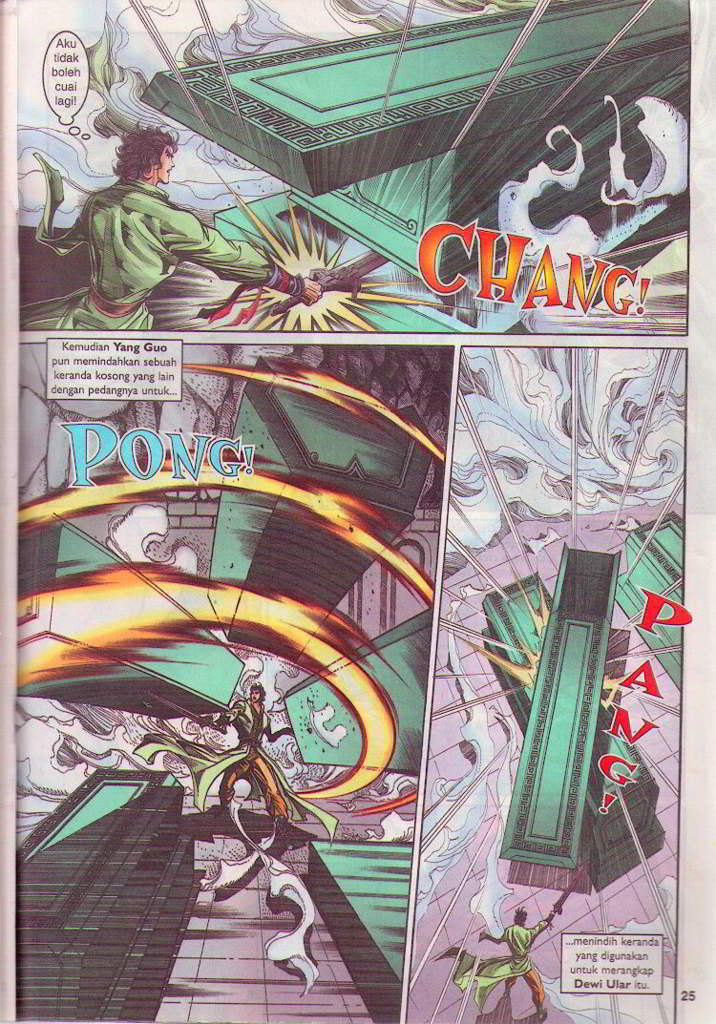 Aku
tidak
boleh
cuai
lagi!
CHANG!
Kemudian Yang Guo
pun memindahkan sebuah
keranda kosong yang lain
dengan pedangnya untuk...
PONG!
PANG!
...menindih keranda
yang digunakan
untuk merangkap
Dewi Ular itu.
25